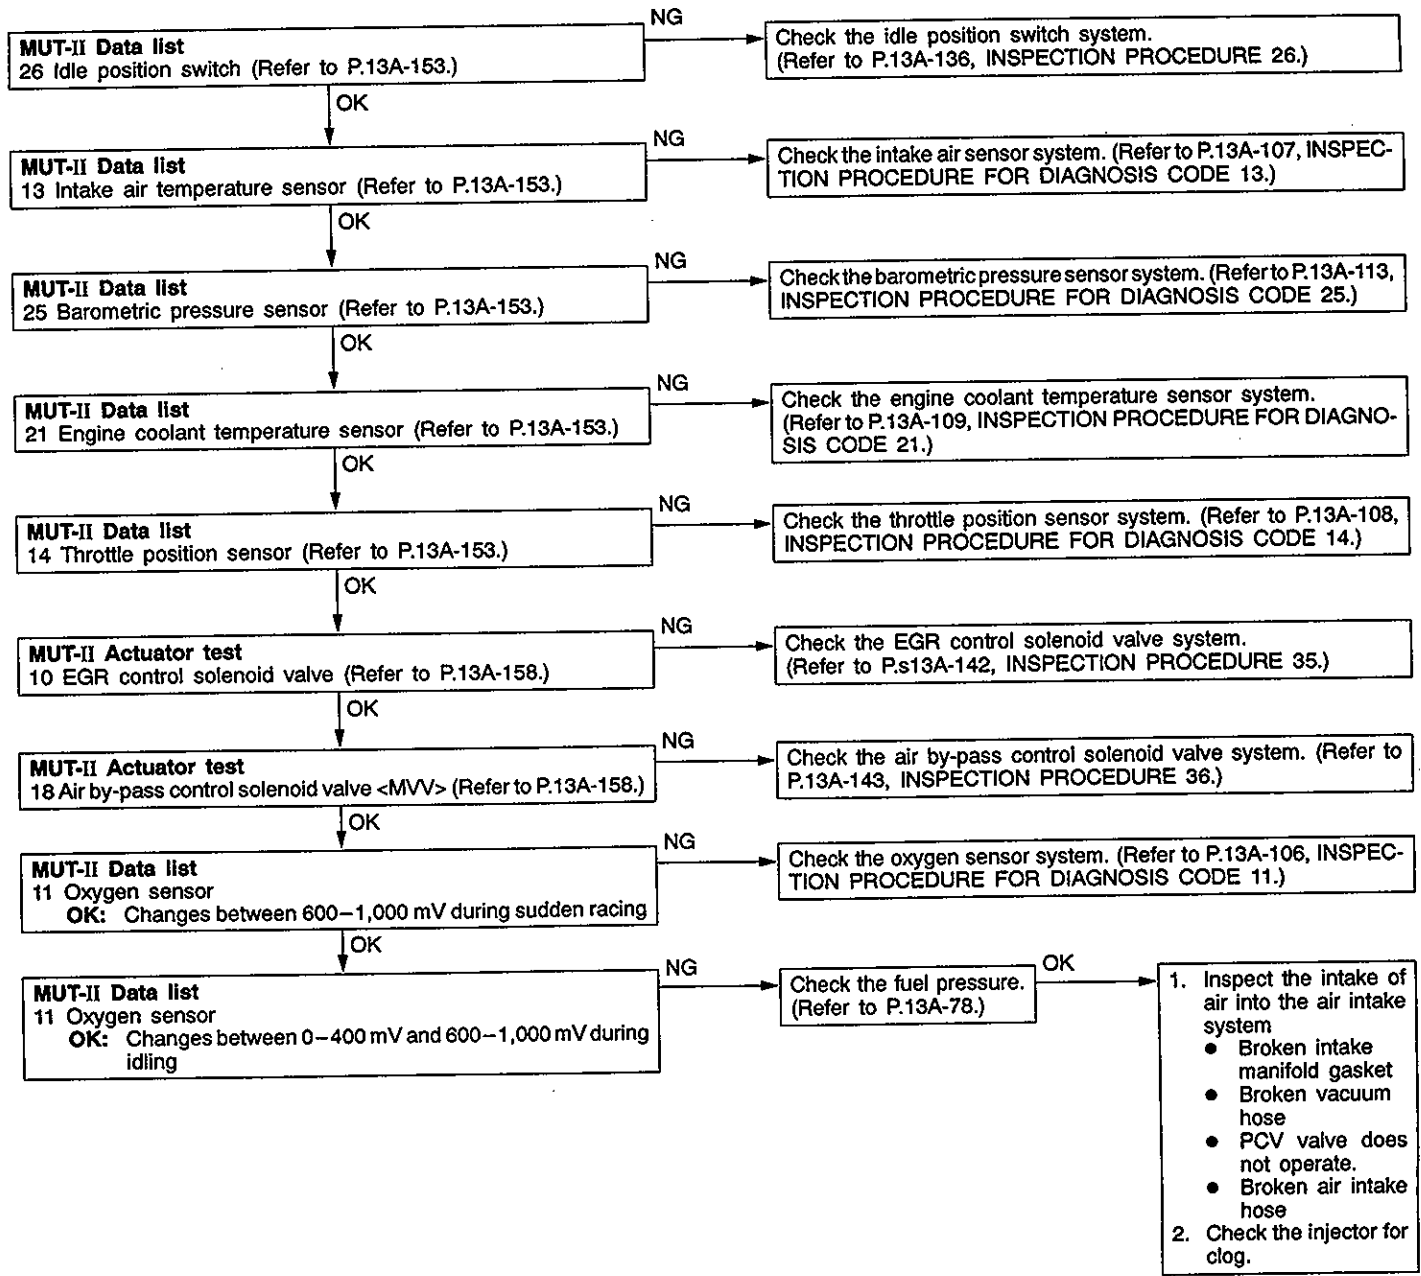 NG
MUT-II Data list
26 Idle position switch (Refer to P.13A-153.)
Check the idle position switch system.
(Refer to P.13A-136, INSPECTION PROCEDURE 26.)
OK
NG
MUT-II Data list
13 Intake air temperature sensor (Refer to P.13A-153.)
Check the intake air sensor system. (Refer to P.13A-107, INSPEC-
TION PROCEDURE FOR DIAGNOSIS CODE 13.)
OK
NG
MUT-II Data list
25 Barometric pressure sensor (Refer to P.13A-153.)
Check the barometric pressure sensor system. (Refer to P.13A-113,
INSPECTION PROCEDURE FOR DIAGNOSIS CODE 25.)
OK
NG
MUT-II Data list
21 Engine coolant temperature sensor (Refer to P.13A-153.)
Check the engine coolant temperature sensor system.
(Refer to P.13A-109, INSPECTION PROCEDURE FOR DIAGNO-
SIS CODE 21.)
OK
NG
MUT-II Data list
14 Throttle position sensor (Refer to P.13A-153.)
Check the throttle position sensor system. (Refer to P.13A-108,
INSPECTION PROCEDURE FOR DIAGNOSIS CODE 14.)
OK
NG
MUT-II Actuator test
10 EGR control solenoid valve (Refer to P.13A-158.)
Check the EGR control solenoid valve system.
(Refer to P.s13A-142, INSPECTION PROCEDURE 35.)
OK
NG
MUT-II Actuator test
18 Air by-pass control solenoid valve <MVV> (Refer to P.13A-158.)
Check the air by-pass control solenoid valve system. (Refer to
P.13A-143, INSPECTION PROCEDURE 36.)
OK
NG
MUT-II Data list
11 Oxygen sensor
OK: Changes between 600–1,000 mV during sudden racing
Check the oxygen sensor system. (Refer to P.13A-106, INSPEC-
TION PROCEDURE FOR DIAGNOSIS CODE 11.)
OK
NG
MUT-II Data list
11 Oxygen sensor
OK: Changes between 0–400 mV and 600–1,000 mV during
idling
Check the fuel pressure.
(Refer to P.13A-78.)
OK
1. Inspect the intake of
air into the air intake
system
● Broken intake
manifold gasket
● Broken vacuum
hose
● PCV valve does
not operate.
● Broken air intake
hose
2. Check the injector for
clog.